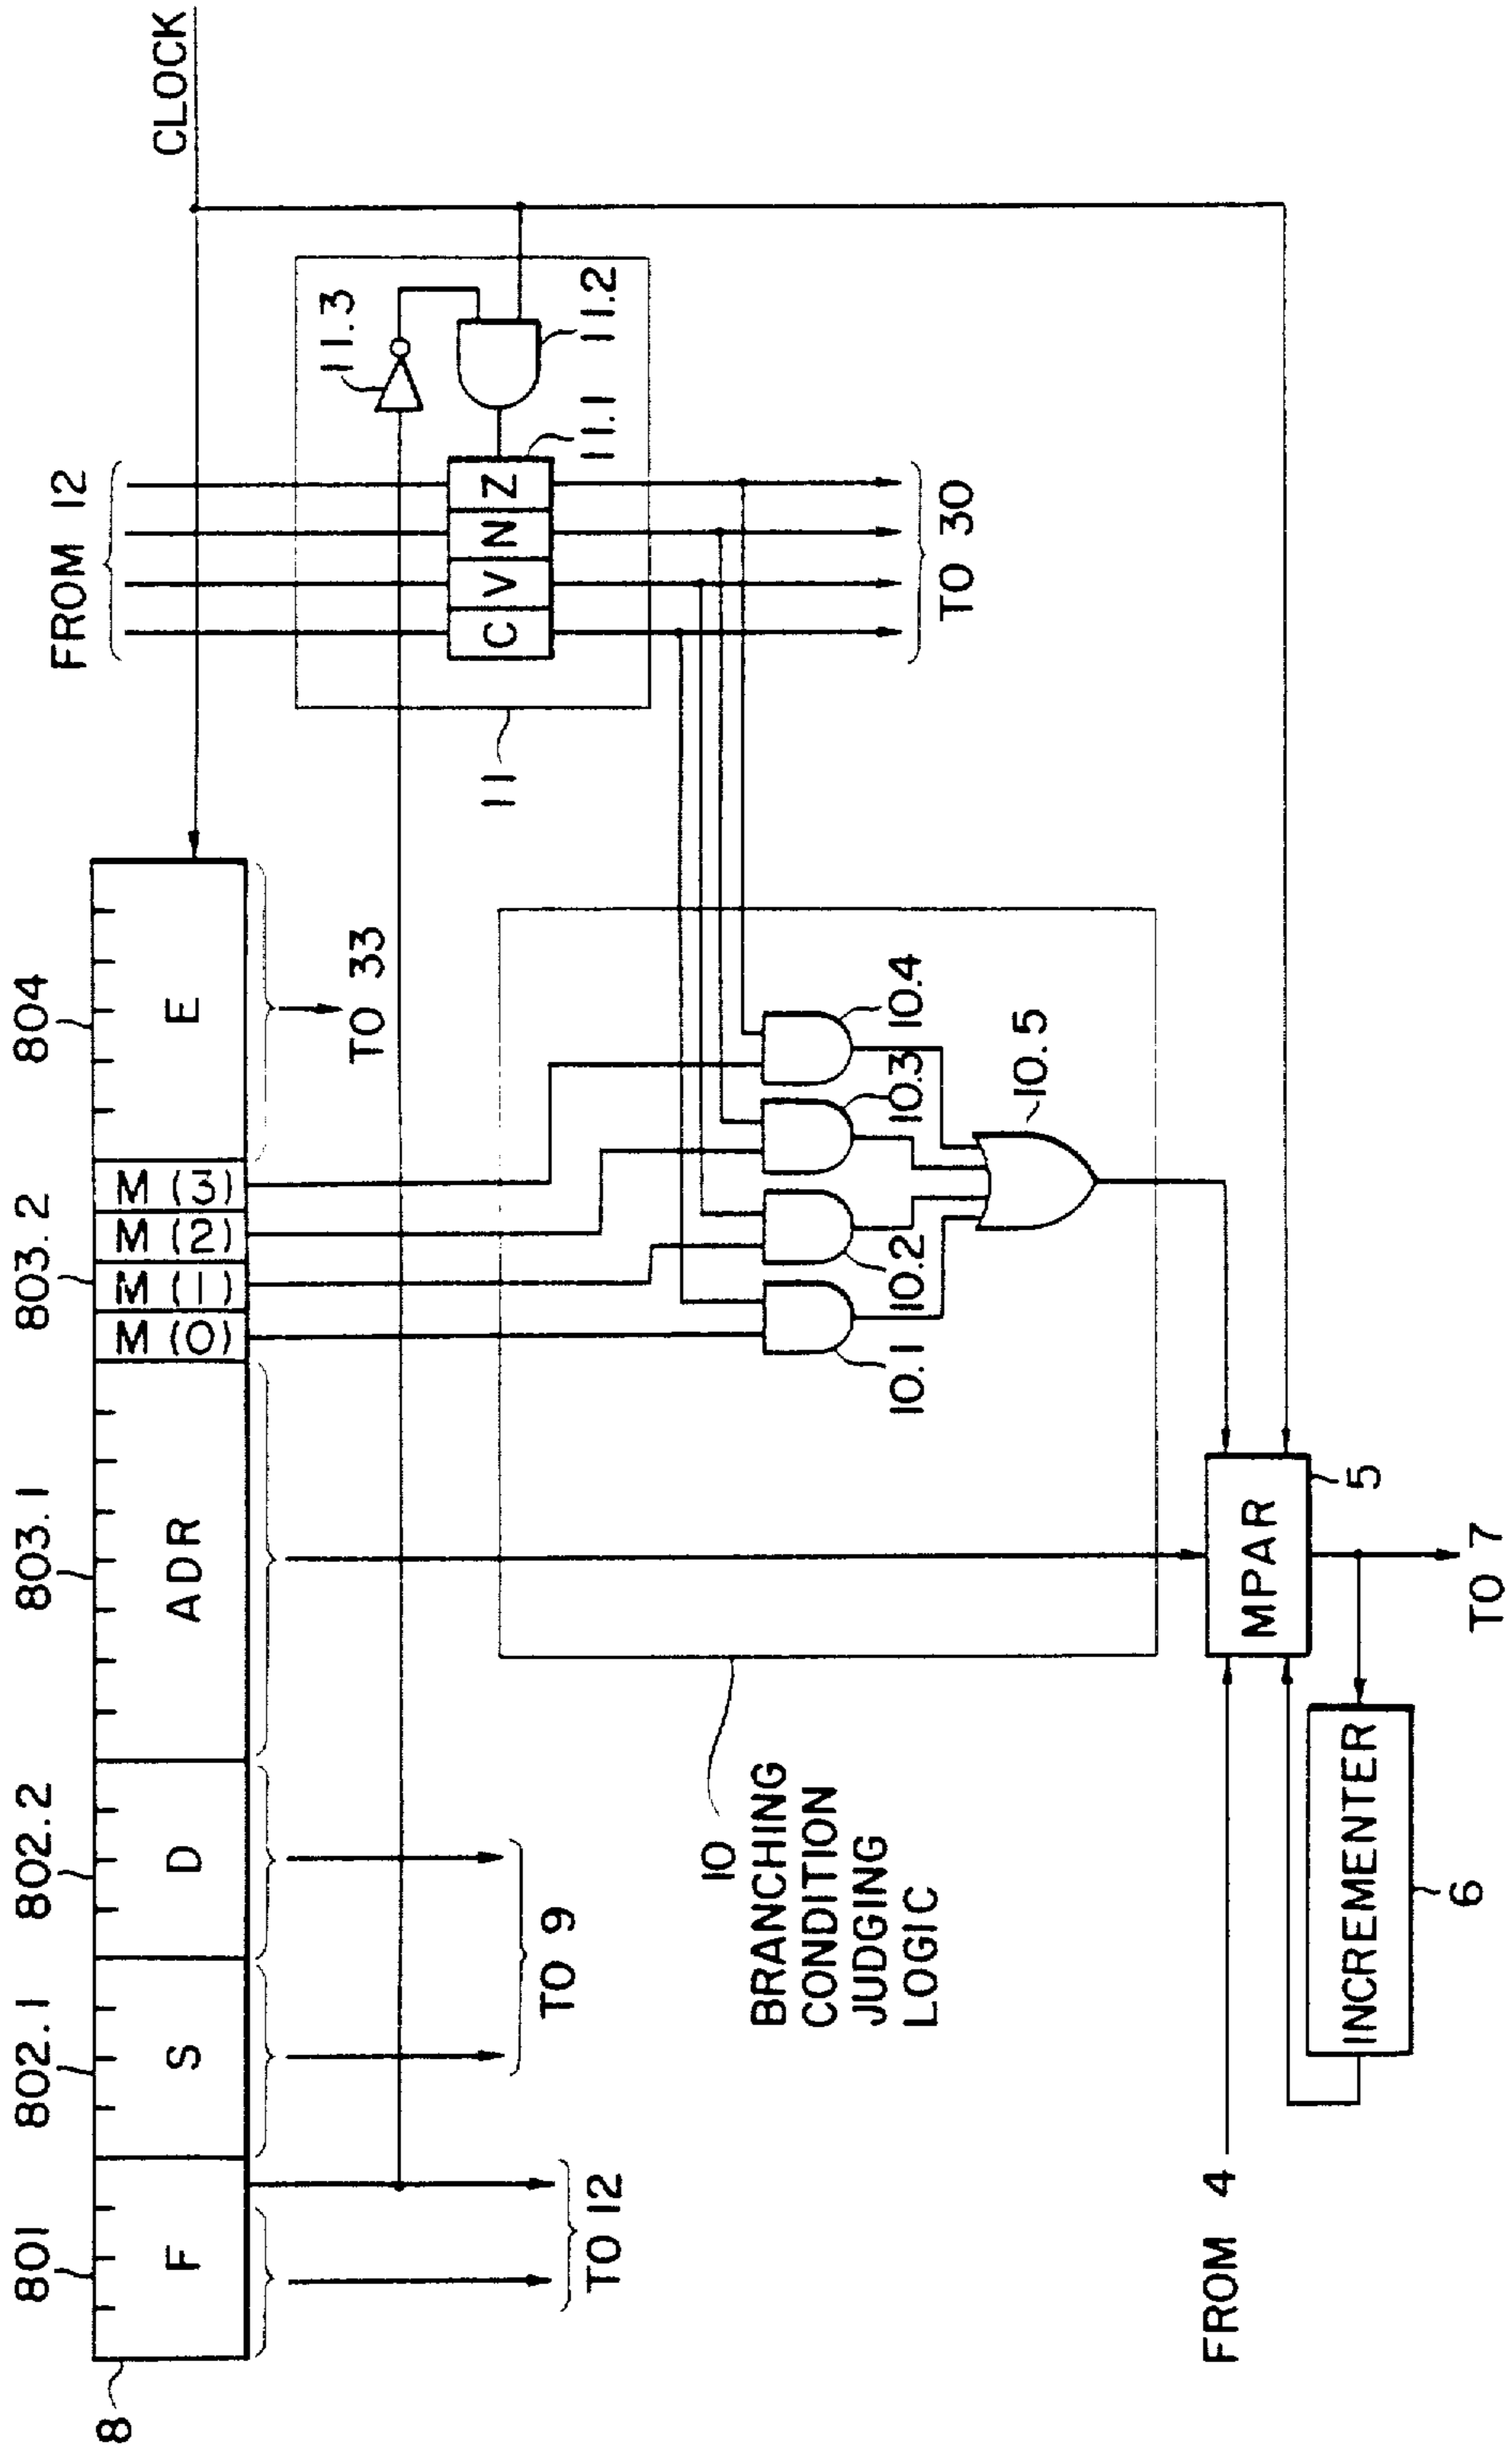 8
801
802.1
802.2
803.1
803.2
804
F
S
D
ADR
M(0)
M(1)
M(2)
M(3)
E
CLOCK
FROM 12
TO 12
TO 9
TO 33
11.3
11.2
11.1
C
V
N
Z
11
TO 30
10
BRANCHING
CONDITION
JUDGING
LOGIC
10.1
10.2
10.3
10.4
10.5
FROM 4
MPAR
5
INCREMENTER
6
TO 7